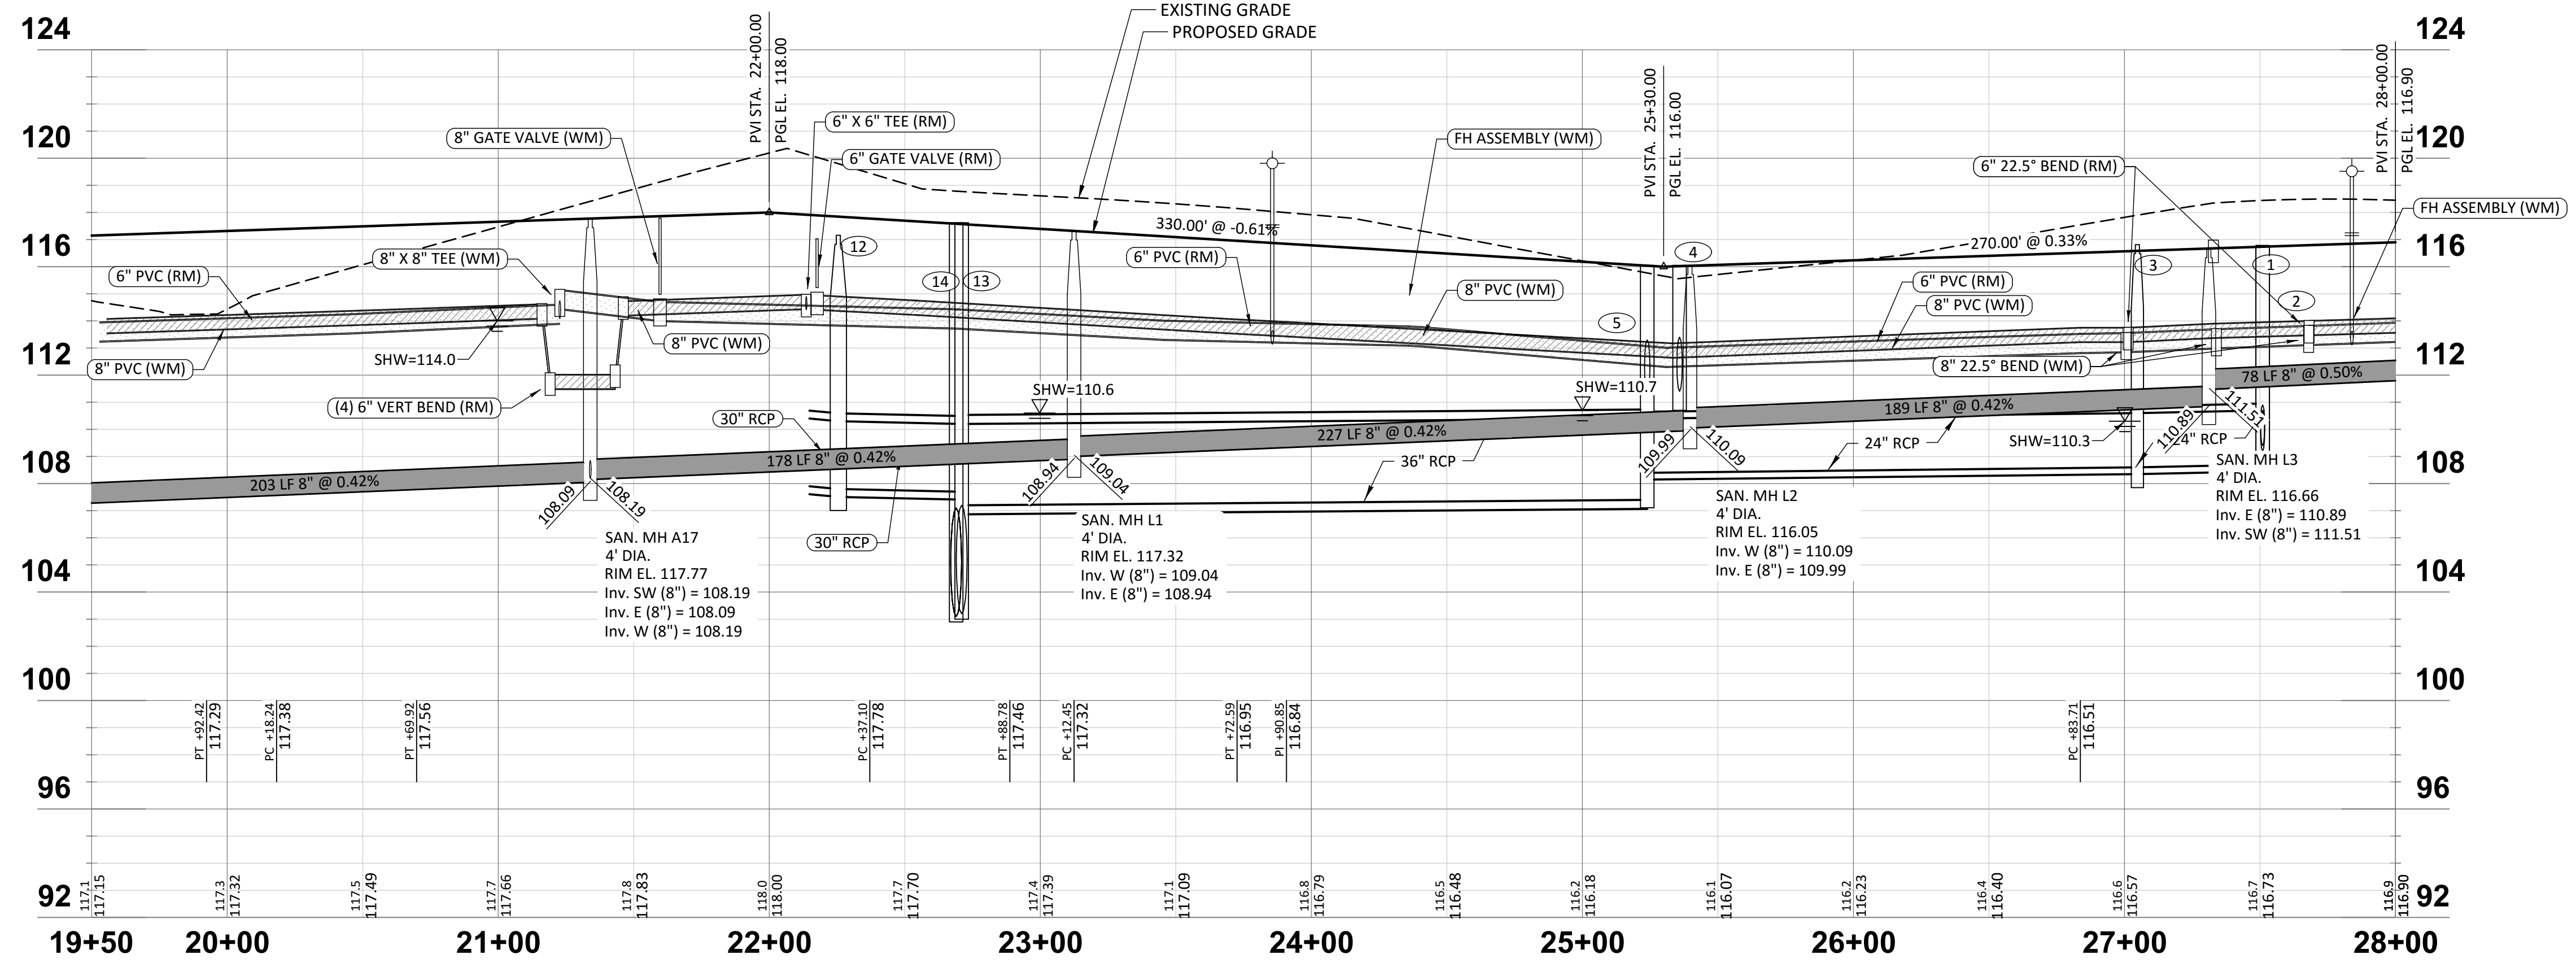 EXISTING GRADE
PROPOSED GRADE
124
124
PVI STA. 22+00.00
PGL EL. 118.00
PVI STA. 25+30.00
PGL EL. 116.00
PVI STA. 28+00.00
PGL EL. 116.90
120
120
8" GATE VALVE (WM)
6" X 6" TEE (RM)
6" GATE VALVE (RM)
FH ASSEMBLY (WM)
6" 22.5° BEND (RM)
FH ASSEMBLY (WM)
116
116
330.00' @ -0.61%
270.00' @ 0.33%
8" X 8" TEE (WM)
6" PVC (RM)
12
14
13
6" PVC (RM)
8" PVC (WM)
4
3
1
2
5
6" PVC (RM)
8" PVC (WM)
112
112
SHW=114.0
8" PVC (WM)
8" PVC (WM)
8" 22.5° BEND (WM)
(4) 6" VERT BEND (RM)
SHW=110.6
SHW=110.7
SHW=110.3
30" RCP
78 LF 8" @ 0.50%
189 LF 8" @ 0.42%
227 LF 8" @ 0.42%
178 LF 8" @ 0.42%
203 LF 8" @ 0.42%
24" RCP
24" RCP
36" RCP
30" RCP
108
108
108.09
108.19
108.94
109.04
109.99
110.09
110.89
111.51
SAN. MH A17
4' DIA.
RIM EL. 117.77
Inv. SW (8") = 108.19
Inv. E (8") = 108.09
Inv. W (8") = 108.19
SAN. MH L1
4' DIA.
RIM EL. 117.32
Inv. W (8") = 109.04
Inv. E (8") = 108.94
SAN. MH L2
4' DIA.
RIM EL. 116.05
Inv. W (8") = 110.09
Inv. E (8") = 109.99
SAN. MH L3
4' DIA.
RIM EL. 116.66
Inv. E (8") = 110.89
Inv. SW (8") = 111.51
104
104
100
100
PT +92.42
117.29
PC +18.24
117.38
PT +69.92
117.56
PC +337.10
117.78
PT +888.78
117.46
PC +12.45
117.32
PT +72.59
116.95
PI +90.85
116.84
PC +83.71
116.51
96
96
92
92
117.1
117.15
117.3
117.32
117.5
117.49
117.7
117.66
117.8
117.83
118.0
118.00
117.7
117.70
117.4
117.39
117.1
117.09
116.8
116.79
116.5
116.48
116.2
116.18
116.1
116.07
116.2
116.23
116.4
116.40
116.6
116.57
116.7
116.73
116.9
116.90
19+50
20+00
21+00
22+00
23+00
24+00
25+00
26+00
27+00
28+00